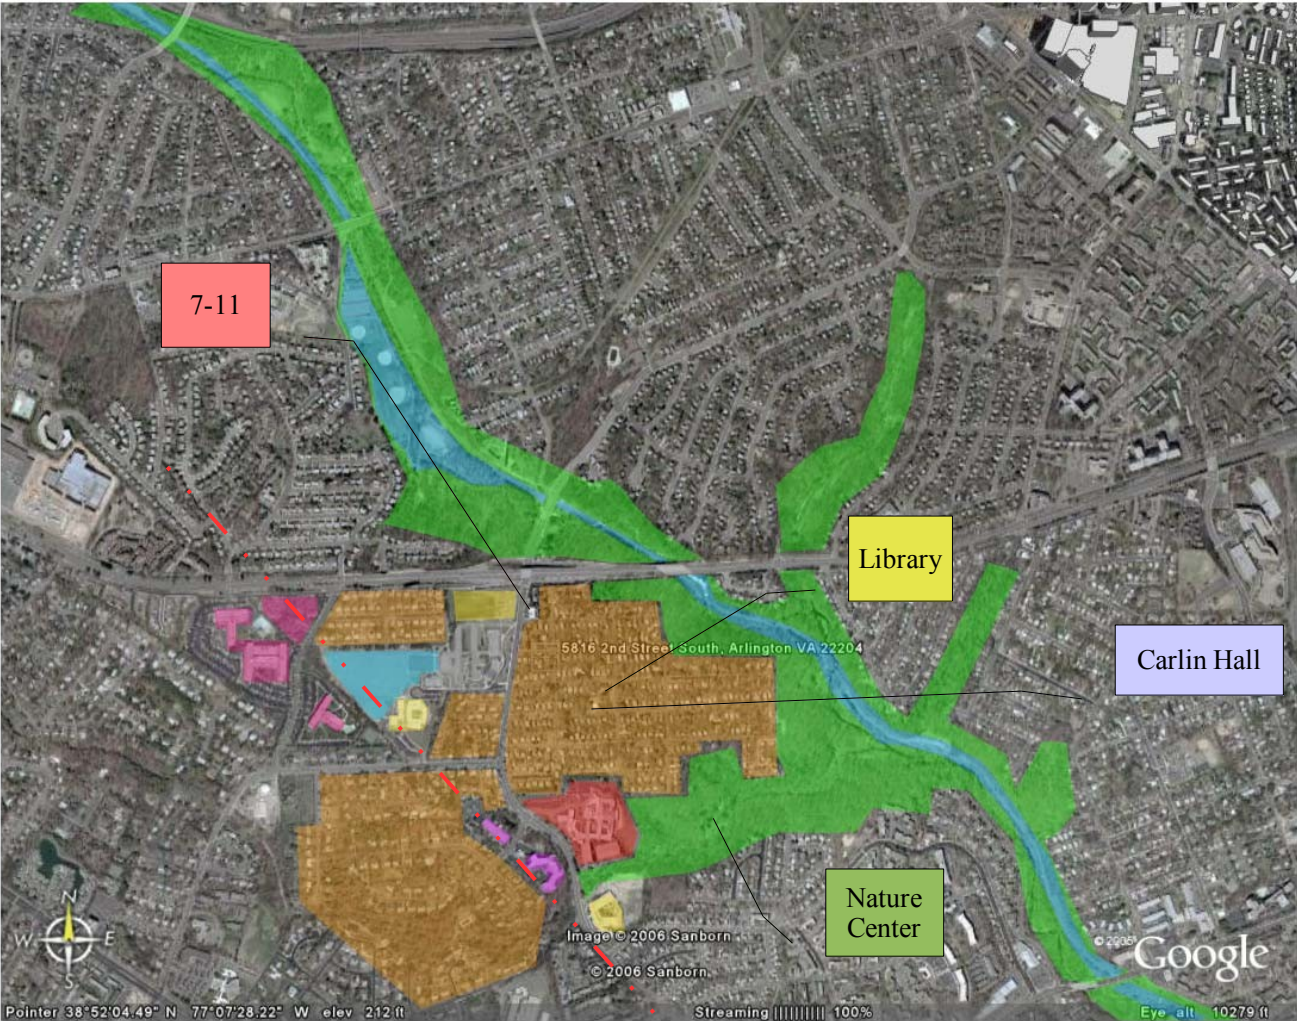 7-11
Library
5816 2nd Street South, Arlington VA 22204
Carlin Hall
Nature
Center
N
W
E
S
Image © 2006 Sanborn
© 2006 Sanborn
© 2005
Google
Pointer 38°52'04.49" N 77°07'28.22" W elev 212 ft
Streaming |||||||||| 100%
Eye alt 10279 ft